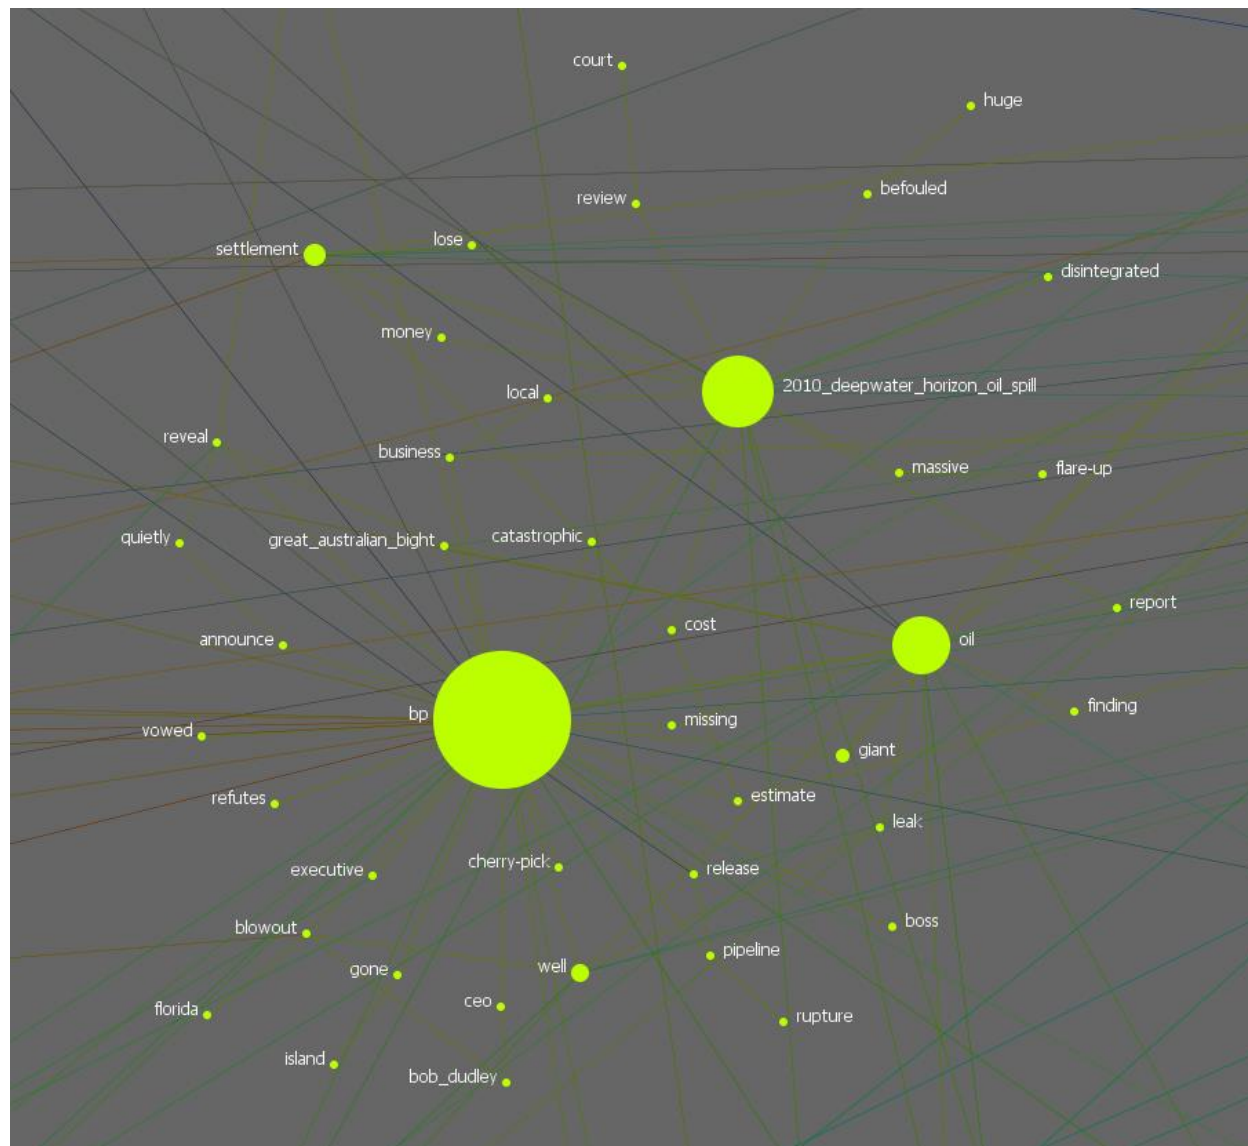 court
huge
befouled
review
lose
settlement
disintegrated
money
2010_deepwater_horizon_oil_spill
local
reveal
business
massive
flare-up
quietly
great_australian_bight
catastrophic
report
cost
announce
oil
finding
bp
missing
vowed
giant
refutes
estimate
leak
cherry-pick
release
executive
boss
blowout
pipeline
well
gone
ceo
florida
rupture
island
bob_dudley